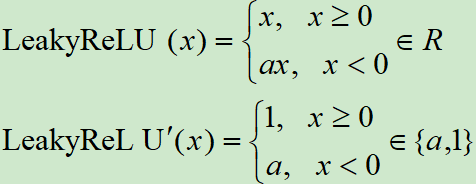 LeakyReLU (x) = { x, x ≥ 0
ax, x < 0 ∈ R
LeakyReL U′(x) = { 1, x ≥ 0
a, x < 0 ∈ {a,1}